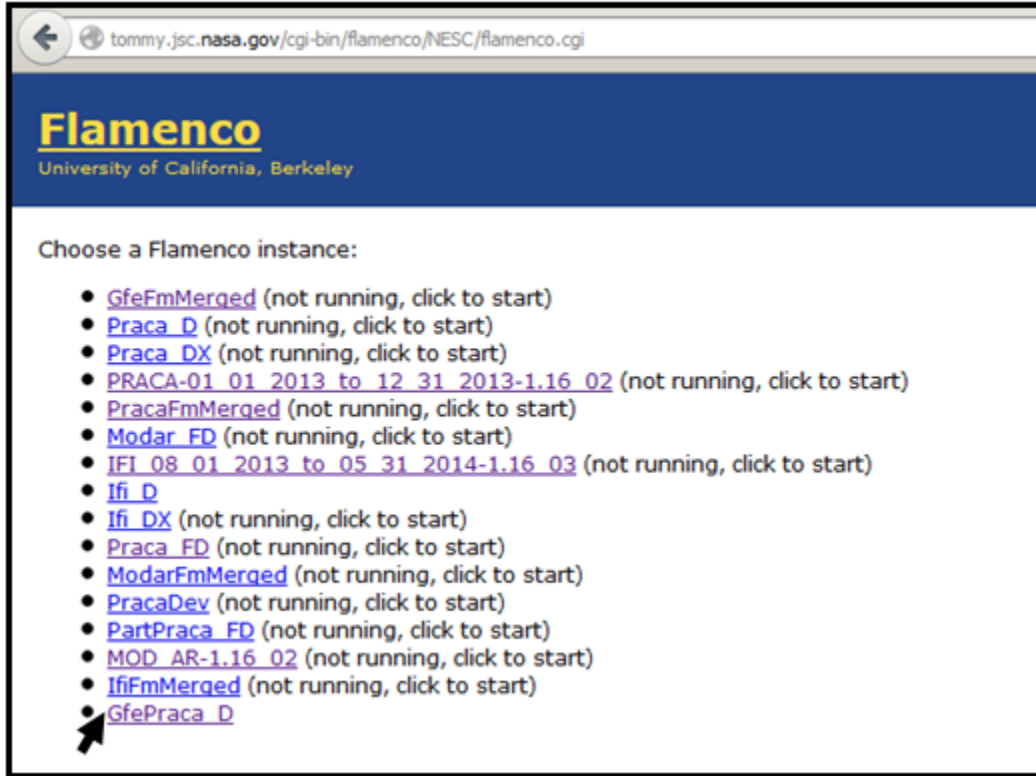 tommy.jsc.nasa.gov/cgi-bin/flamenco/NESC/flamenco.cgi
Flamenco
University of California, Berkeley
Choose a Flamenco instance:
GfeFmMerged (not running, click to start)
Praca_D (not running, click to start)
Praca_DX (not running, click to start)
PRACA-01_01_2013_to_12_31_2013-1.16_02 (not running, click to start)
PracaFmMerged (not running, click to start)
Modar_FD (not running, click to start)
IFI_08_01_2013_to_05_31_2014-1.16_03 (not running, click to start)
Ifi_D
Ifi_DX (not running, click to start)
Praca_FD (not running, click to start)
ModarFmMerged (not running, click to start)
PracaDev (not running, click to start)
PartPraca_FD (not running, click to start)
MOD_AR-1.16_02 (not running, click to start)
IfiFmMerged (not running, click to start)
GfePraca_D